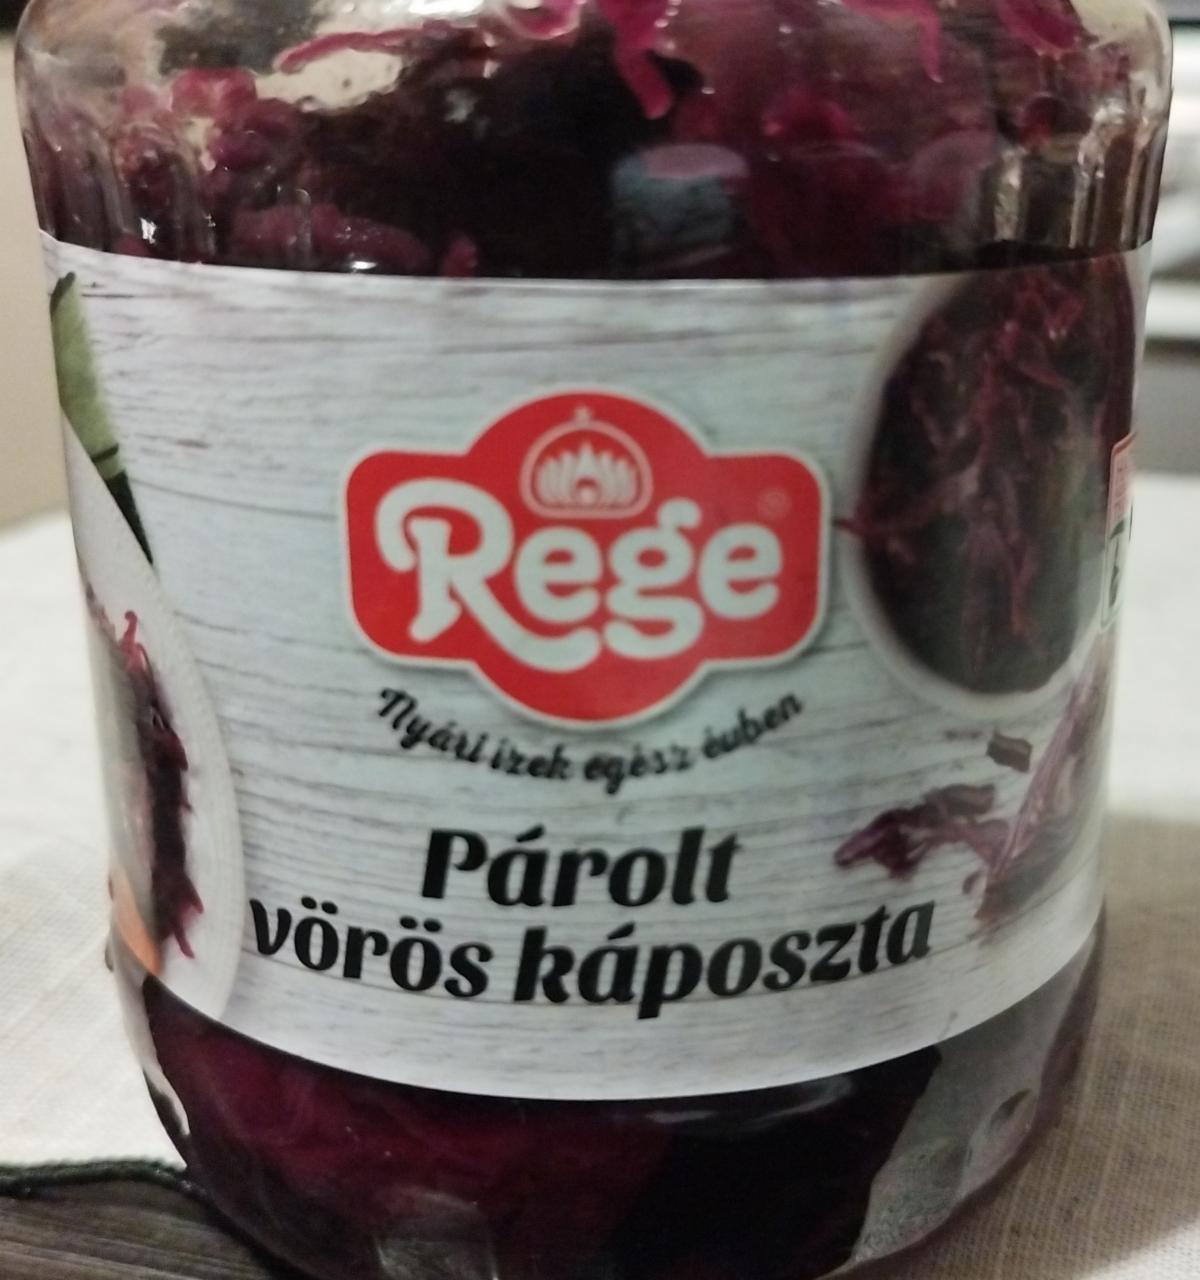 Rege
Nyári ízek egész évben
Párolt
vörös káposzta